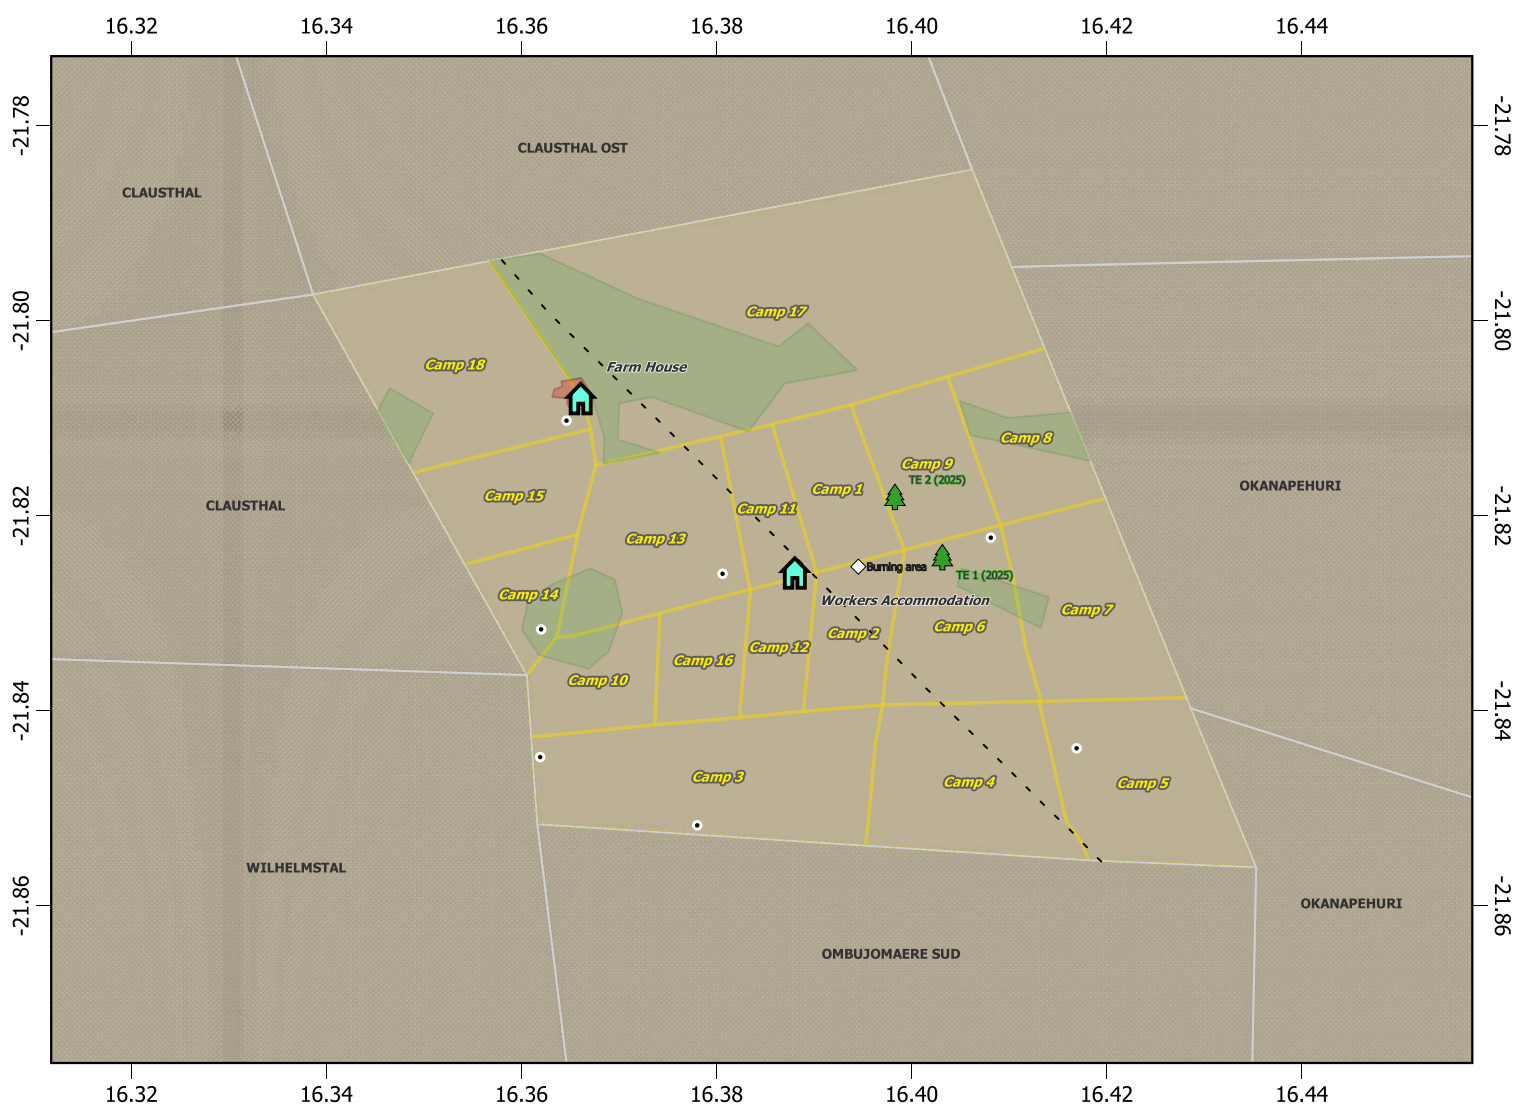 16.32 16.34 16.36 16.38 16.40 16.42 16.44
-21.78 -21.78
CLAUSTHAL OST
CLAUSTHAL
Camp 17
-21.80 -21.80
Camp 18
Farm House
Camp 8
Camp 9
TE 2 (2025)
OKANAPEHURI
Camp 1
Camp 15
CLAUSTHAL
Camp 11
-21.82 -21.82
Camp 13
Burning area
TE 1 (2025)
Camp 14
Workers Accommodation
Camp 7
Camp 6
Camp 2
Camp 12
Camp 16
Camp 10
-21.84 -21.84
Camp 3
Camp 4
Camp 5
WILHELMSTAL
-21.86 -21.86
OKANAPEHURI
OMBUJOMAERE SUD
16.32 16.34 16.36 16.38 16.40 16.42 16.44